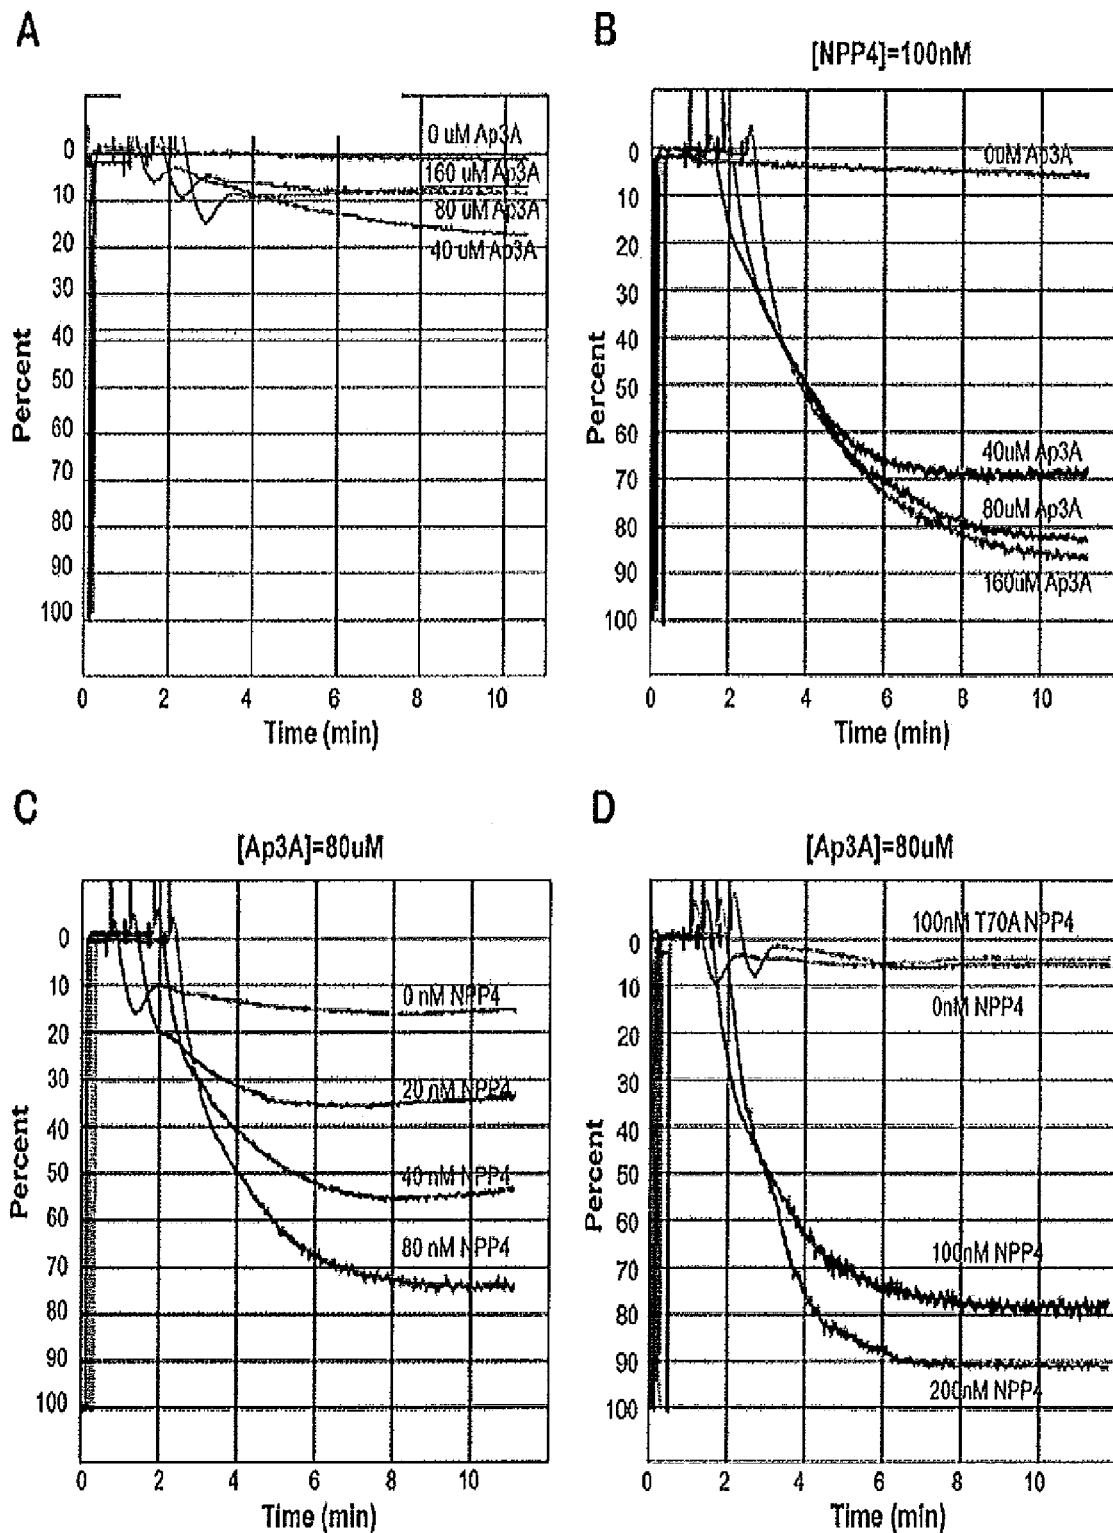 A
0
10
20
30
40
50
60
70
80
90
100
Percent
0 uM Ap3A
160 uM Ap3A
80 uM Ap3A
40 uM Ap3A
0 2 4 6 8 10
Time (min)
B
[NPP4]=100nM
0
10
20
30
40
50
60
70
80
90
100
Percent
0uM Ap3A
40uM Ap3A
80uM Ap3A
160uM Ap3A
0 2 4 6 8 10
Time (min)
C
[Ap3A]=80uM
0
10
20
30
40
50
60
70
80
90
100
Percent
0 nM NPP4
20 nM NPP4
40 nM NPP4
80 nM NPP4
0 2 4 6 8 10
Time (min)
D
[Ap3A]=80uM
0
10
20
30
40
50
60
70
80
90
100
Percent
100nM T70A NPP4
0nM NPP4
100nM NPP4
200nM NPP4
0 2 4 6 8 10
Time (min)